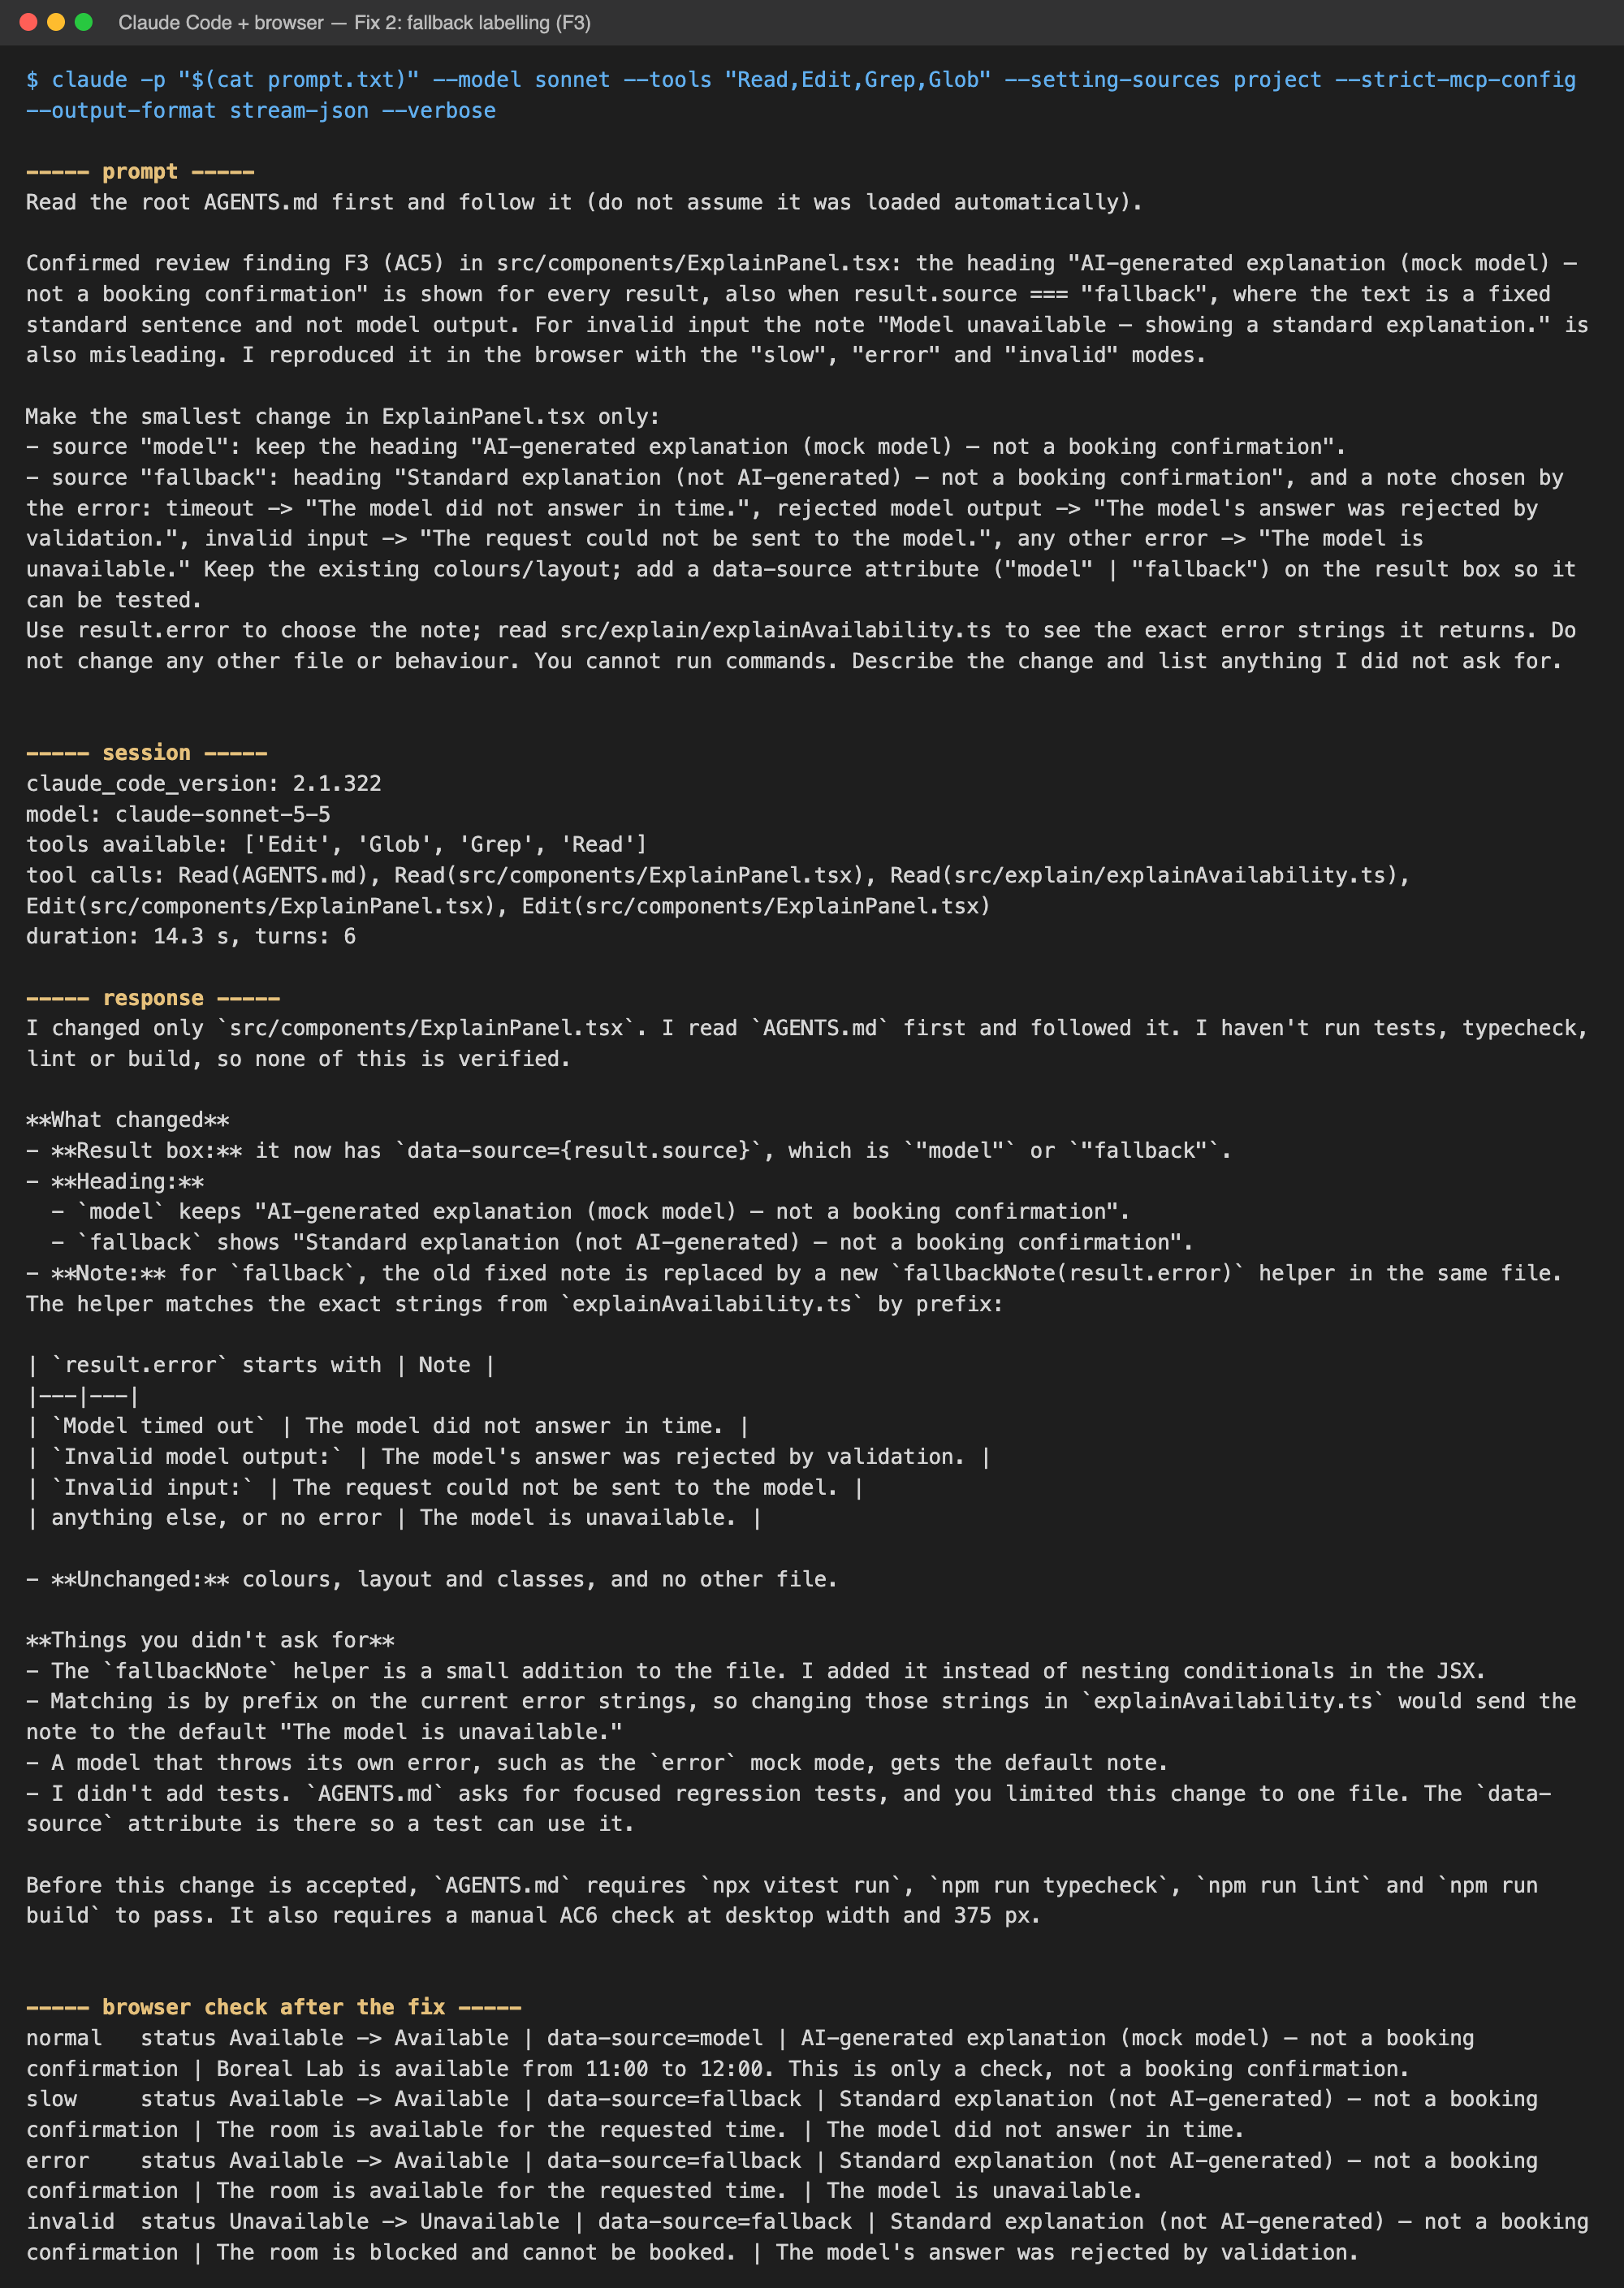 Claude Code + browser — Fix 2: fallback labelling (F3)
$ claude -p "$(cat prompt.txt)" --model sonnet --tools "Read,Edit,Grep,Glob" --setting-sources project --strict-mcp-config
--output-format stream-json --verbose
----- prompt -----
Read the root AGENTS.md first and follow it (do not assume it was loaded automatically).
Confirmed review finding F3 (AC5) in src/components/ExplainPanel.tsx: the heading "AI-generated explanation (mock model) —
not a booking confirmation" is shown for every result, also when result.source === "fallback", where the text is a fixed
standard sentence and not model output. For invalid input the note "Model unavailable — showing a standard explanation." is
also misleading. I reproduced it in the browser with the "slow", "error" and "invalid" modes.
Make the smallest change in ExplainPanel.tsx only:
- source "model": keep the heading "AI-generated explanation (mock model) — not a booking confirmation".
- source "fallback": heading "Standard explanation (not AI-generated) — not a booking confirmation", and a note chosen by
the error: timeout -> "The model did not answer in time.", rejected model output -> "The model's answer was rejected by
validation.", invalid input -> "The request could not be sent to the model.", any other error -> "The model is
unavailable." Keep the existing colours/layout; add a data-source attribute ("model" | "fallback") on the result box so it
can be tested.
Use result.error to choose the note; read src/explain/explainAvailability.ts to see the exact error strings it returns. Do
not change any other file or behaviour. You cannot run commands. Describe the change and list anything I did not ask for.
----- session -----
claude_code_version: 2.1.322
model: claude-sonnet-5-5
tools available: ['Edit', 'Glob', 'Grep', 'Read']
tool calls: Read(AGENTS.md), Read(src/components/ExplainPanel.tsx), Read(src/explain/explainAvailability.ts),
Edit(src/components/ExplainPanel.tsx), Edit(src/components/ExplainPanel.tsx)
duration: 14.3 s, turns: 6
----- response -----
I changed only `src/components/ExplainPanel.tsx`. I read `AGENTS.md` first and followed it. I haven't run tests, typecheck,
lint or build, so none of this is verified.
**What changed**
- **Result box:** it now has `data-source={result.source}`, which is `"model"` or `"fallback"`.
- **Heading:**
  - `model` keeps "AI-generated explanation (mock model) — not a booking confirmation".
  - `fallback` shows "Standard explanation (not AI-generated) — not a booking confirmation".
- **Note:** for `fallback`, the old fixed note is replaced by a new `fallbackNote(result.error)` helper in the same file.
The helper matches the exact strings from `explainAvailability.ts` by prefix:
| `result.error` starts with | Note |
|---|---|
| `Model timed out` | The model did not answer in time. |
| `Invalid model output:` | The model's answer was rejected by validation. |
| `Invalid input:` | The request could not be sent to the model. |
| anything else, or no error | The model is unavailable. |
- **Unchanged:** colours, layout and classes, and no other file.
**Things you didn't ask for**
- The `fallbackNote` helper is a small addition to the file. I added it instead of nesting conditionals in the JSX.
- Matching is by prefix on the current error strings, so changing those strings in `explainAvailability.ts` would send the
note to the default "The model is unavailable."
- A model that throws its own error, such as the `error` mock mode, gets the default note.
- I didn't add tests. `AGENTS.md` asks for focused regression tests, and you limited this change to one file. The `data-
source` attribute is there so a test can use it.
Before this change is accepted, `AGENTS.md` requires `npx vitest run`, `npm run typecheck`, `npm run lint` and `npm run
build` to pass. It also requires a manual AC6 check at desktop width and 375 px.
----- browser check after the fix -----
normal   status Available -> Available | data-source=model | AI-generated explanation (mock model) — not a booking
confirmation | Boreal Lab is available from 11:00 to 12:00. This is only a check, not a booking confirmation.
slow     status Available -> Available | data-source=fallback | Standard explanation (not AI-generated) — not a booking
confirmation | The room is available for the requested time. | The model did not answer in time.
error    status Available -> Available | data-source=fallback | Standard explanation (not AI-generated) — not a booking
confirmation | The room is available for the requested time. | The model is unavailable.
invalid  status Unavailable -> Unavailable | data-source=fallback | Standard explanation (not AI-generated) — not a booking
confirmation | The room is blocked and cannot be booked. | The model's answer was rejected by validation.